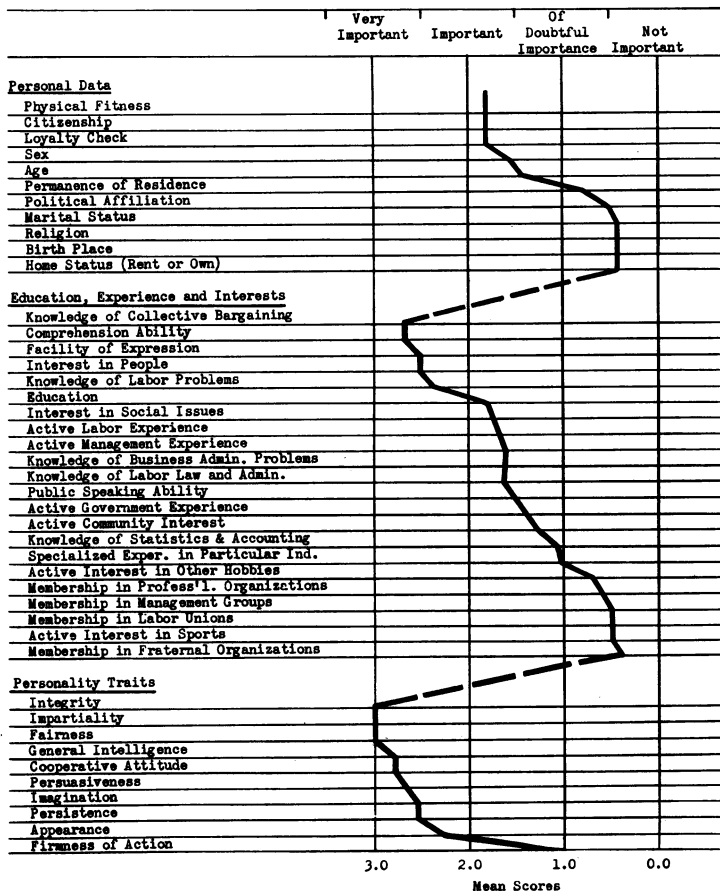 Very Important Of Doubtful Importance Not Important
Important
Personal Data
Physical Fitness
Citizenship
Loyalty Check
Sex
Age
Permanence of Residence
Political Affiliation
Marital Status
Religion
Birth Place
Home Status (Rent or Own)
Education, Experience and Interests
Knowledge of Collective Bargaining
Comprehension Ability
Facility of Expression
Interest in People
Knowledge of Labor Problems
Education
Interest in Social Issues
Active Labor Experience
Active Management Experience
Knowledge of Business Admin. Problems
Knowledge of Labor Law and Admin.
Public Speaking Ability
Active Government Experience
Active Community Interest
Knowledge of Statistics & Accounting
Specialized Exper. in Particular Ind.
Active Interest in Other Hobbies
Membership in Profess'l. Organizations
Membership in Management Groups
Membership in Labor Unions
Active Interest in Sports
Membership in Fraternal Organizations
Personality Traits
Integrity
Impartiality
Fairness
General Intelligence
Cooperative Attitude
Persuasiveness
Imagination
Persistence
Appearance
Firmness of Action
3.0 2.0 1.0 0.0
Mean Scores